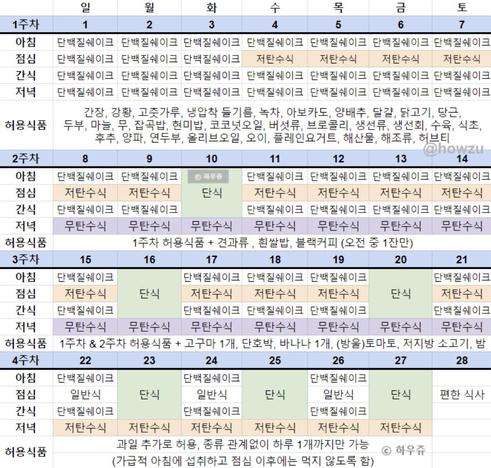 일 월 화 수 목 금 토
1주차 1 2 3 4 5 6 7
아침 단백질쉐이크 단백질쉐이크 단백질쉐이크 단백질쉐이크 단백질쉐이크 단백질쉐이크 단백질쉐이크
점심 단백질쉐이크 단백질쉐이크 단백질쉐이크 저탄수식 저탄수식 저탄수식 저탄수식
간식 단백질쉐이크 단백질쉐이크 단백질쉐이크 단백질쉐이크 단백질쉐이크 단백질쉐이크 단백질쉐이크
저녁 단백질쉐이크 단백질쉐이크 단백질쉐이크 단백질쉐이크 단백질쉐이크 단백질쉐이크 단백질쉐이크
간장, 강황, 고춧가루, 냉압착 들기름, 녹차, 아보카도, 양배추, 달걀, 닭고기, 당근,
허용식품 두부, 마늘, 무, 잡곡밥, 현미밥, 코코넛오일, 버섯류, 브로콜리, 생선류, 생선회, 수육, 식초,
후추, 양파, 연두부, 올리브오일, 오이, 플레인요거트, 해산물, 해조류, 허브티
@howzu
2주차 8 9 10 11 12 13 14
아침 단백질쉐이크 단백질쉐이크 © 하우쥬 단백질쉐이크 단백질쉐이크 단백질쉐이크 단백질쉐이크
점심 저탄수식 저탄수식 단식 저탄수식 저탄수식 저탄수식 저탄수식
간식 단백질쉐이크 단백질쉐이크 단백질쉐이크 단백질쉐이크 단백질쉐이크 단백질쉐이크
저녁 무탄수식 무탄수식 무탄수식 무탄수식 무탄수식 무탄수식 무탄수식
허용식품 1주차 허용식품 + 견과류 , 흰쌀밥, 블랙커피 (오전 중 1잔만)
3주차 15 16 17 18 19 20 21
아침 단백질쉐이크 단백질쉐이크 단백질쉐이크 단백질쉐이크 단백질쉐이크
점심 저탄수식 단식 저탄수식 저탄수식 저탄수식 단식 저탄수식
간식 단백질쉐이크 단백질쉐이크 단백질쉐이크 단백질쉐이크 단백질쉐이크
저녁 무탄수식 무탄수식 무탄수식 무탄수식 무탄수식 무탄수식 무탄수식
허용식품 1주차 & 2주차 허용식품 + 고구마 1개, 단호박, 바나나 1개, (방울)토마토, 저지방 소고기, 밤
4주차 22 23 24 25 26 27 28
아침 단백질쉐이크 단백질쉐이크 단백질쉐이크
점심 일반식 단식 일반식 단식 일반식 단식 편한 식사
간식 단백질쉐이크 단백질쉐이크 단백질쉐이크
저녁 저탄수식 저탄수식 저탄수식 저탄수식 저탄수식 저탄수식
허용식품 과일 추가로 허용, 종류 관계없이 하루 1개까지만 가능
(가급적 아침에 섭취하고 점심 이후에는 먹지 않도록 함)
© 하우쥬